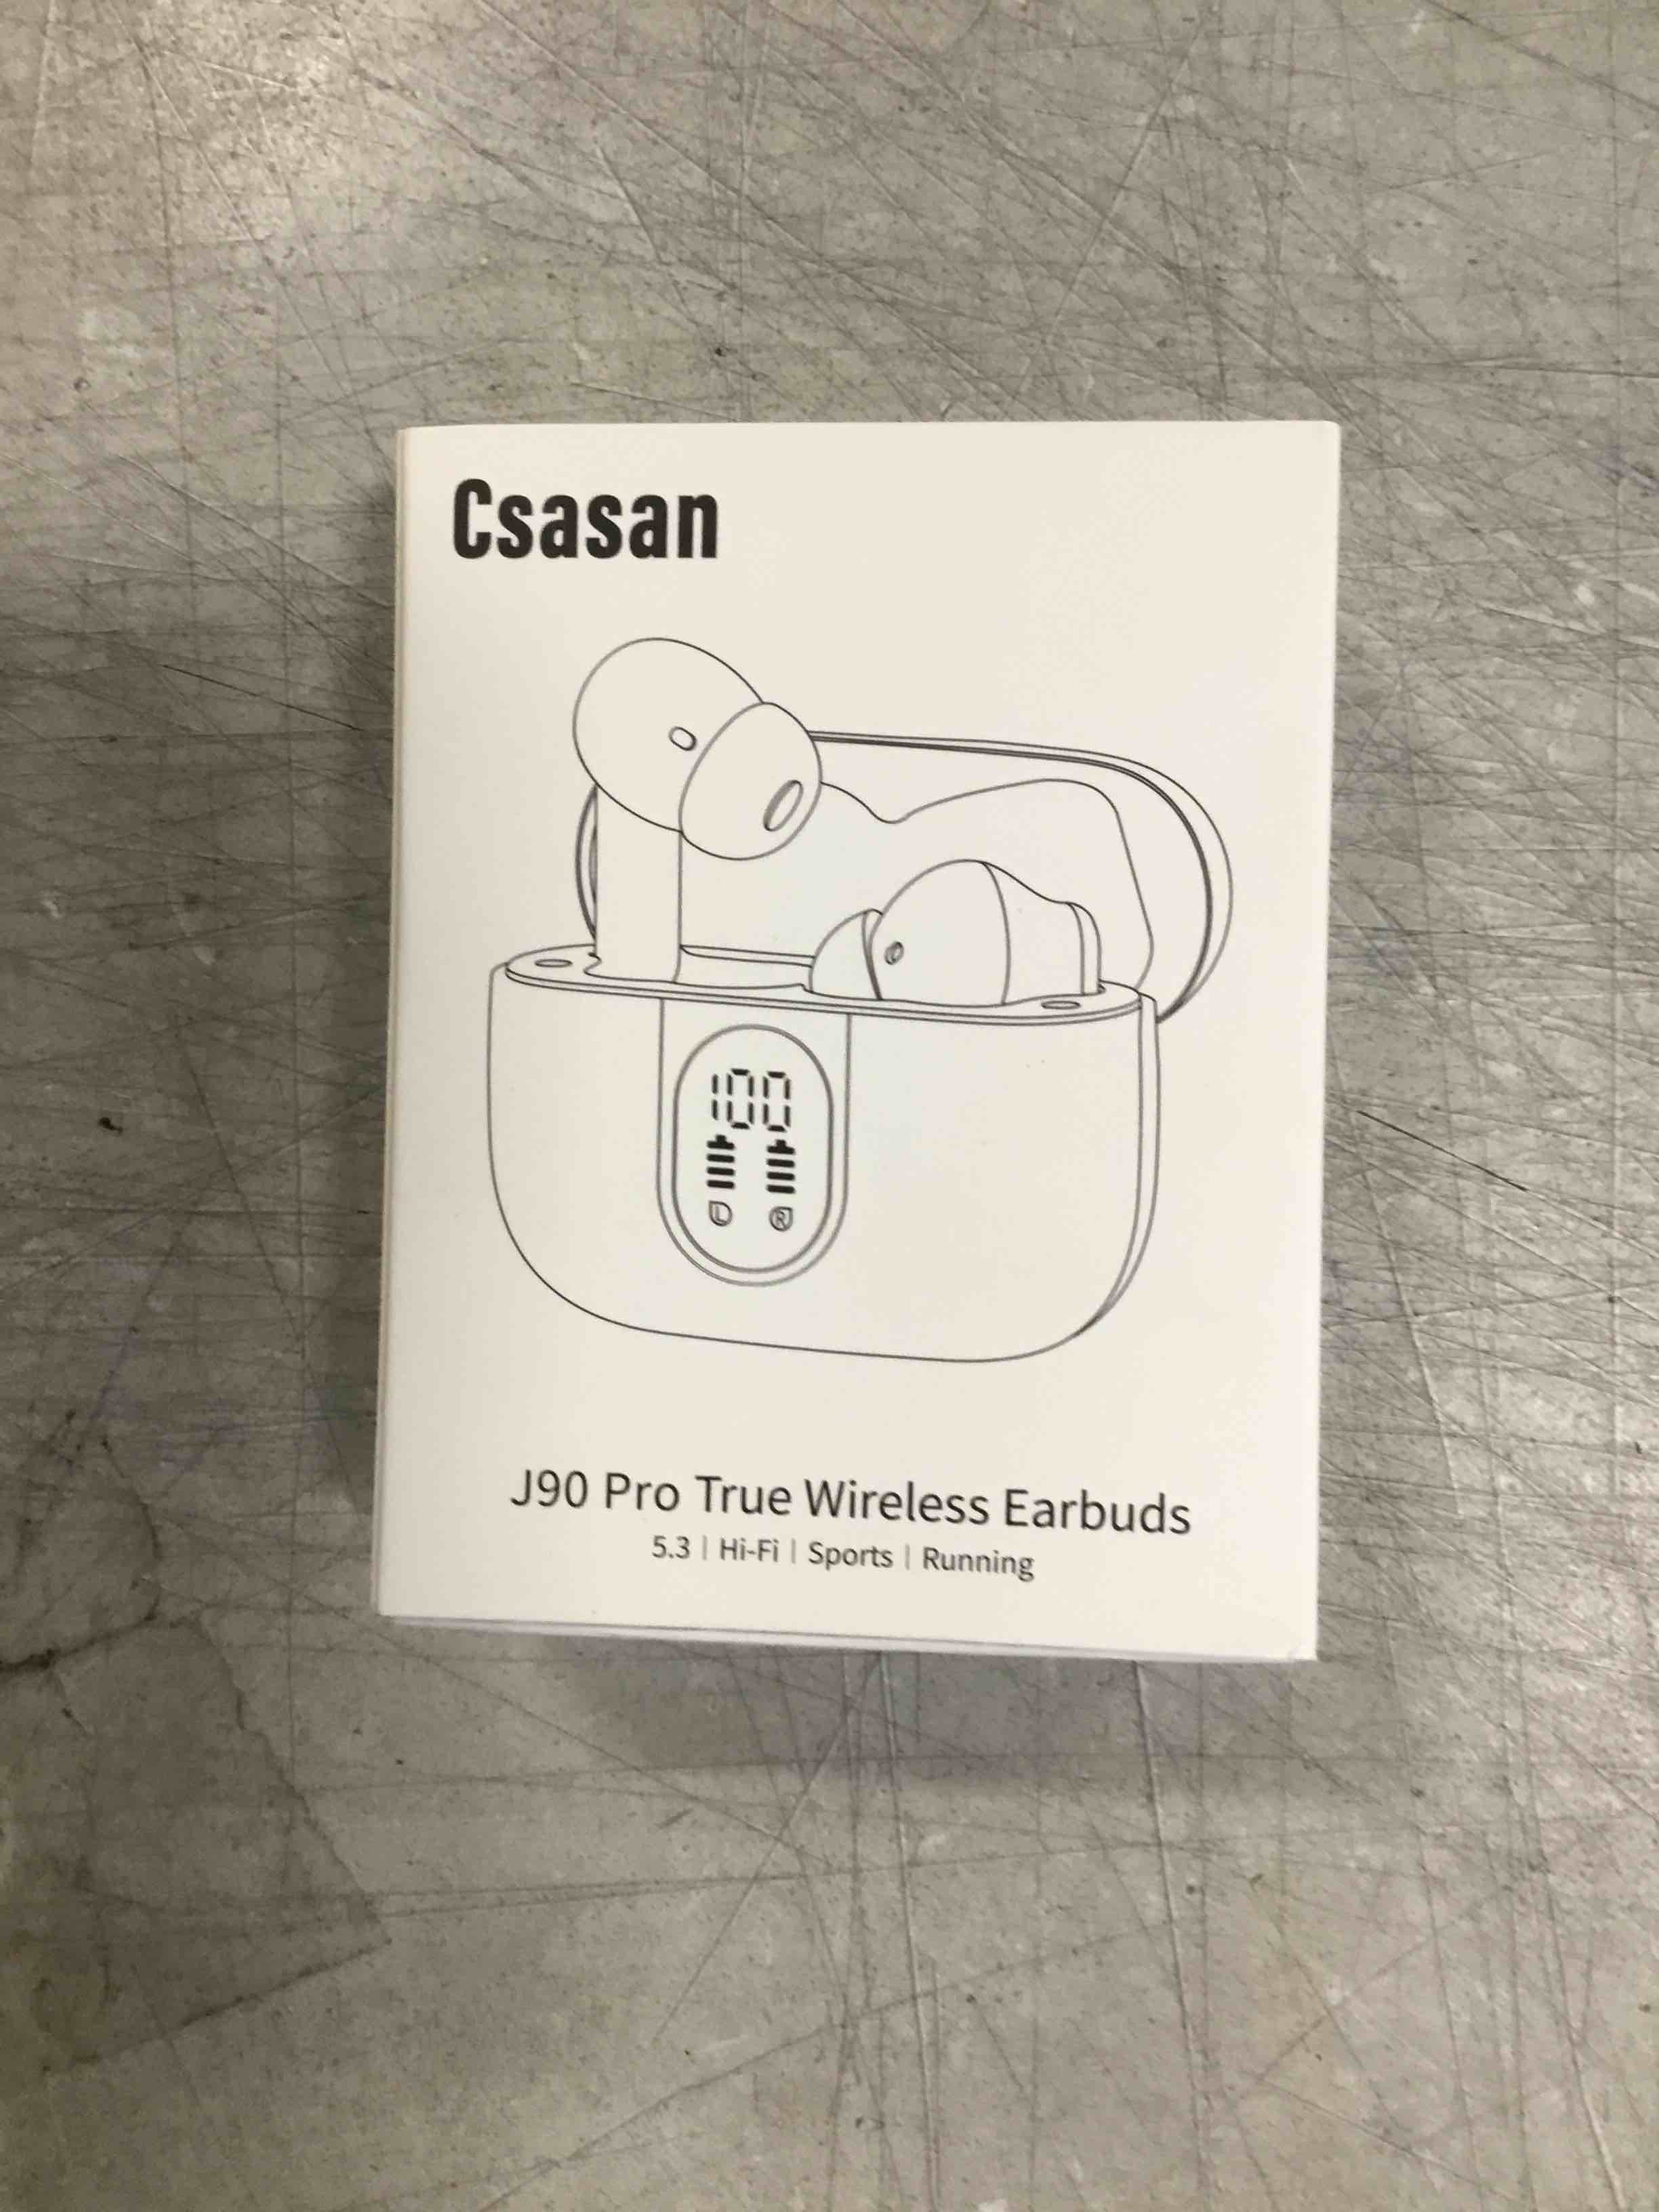 Csasan
100
L R
J90 Pro True Wireless Earbuds
5.3 | Hi-Fi | Sports | Running